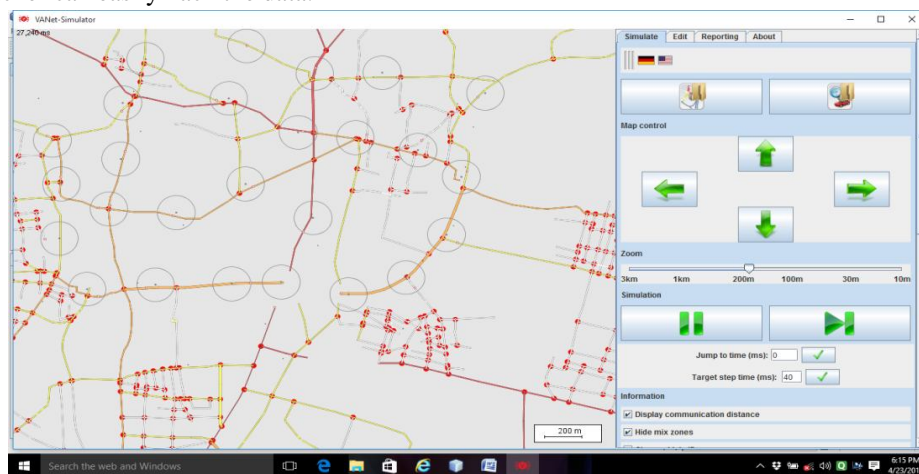 VANet-Simulator
27,240 ms
Simulate Edit Reporting About
Map control
Zoom
3km 1km 200m 100m 30m 10m
Simulation
Jump to time (ms): 0
Target step time (ms): 40
Information
Display communication distance
Hide mix zones
200 m
Search the web and Windows
6:15 PM